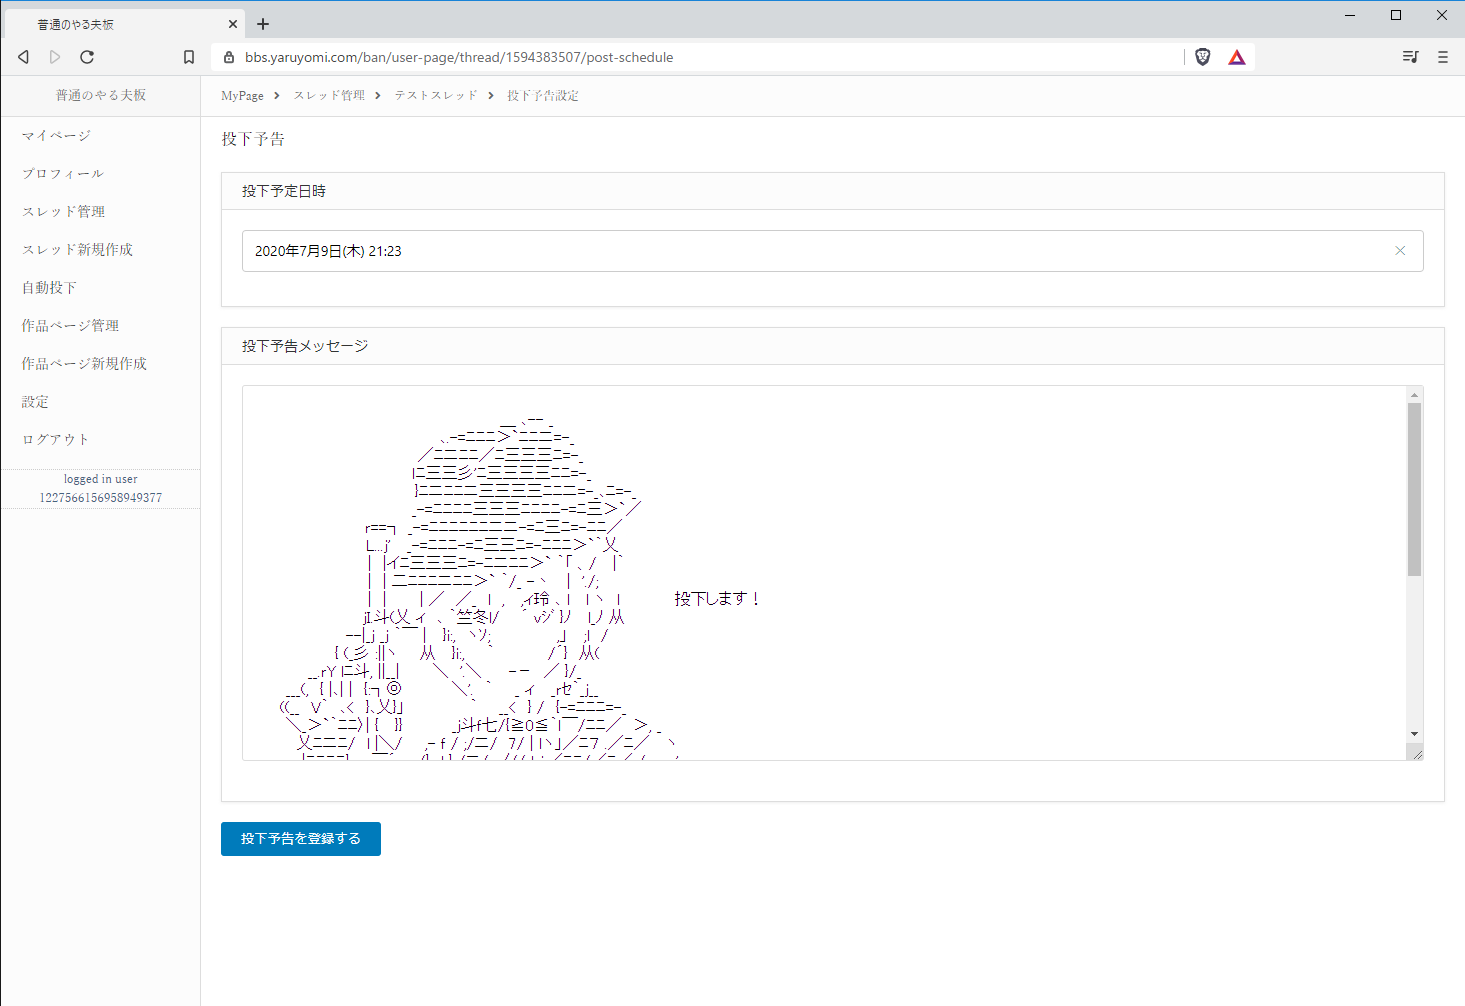 普通のやる夫板
bbs.yaruyomi.com/ban/user-page/thread/1594383507/post-schedule
普通のやる夫板
MyPage > スレッド管理 > テストスレッド > 投下予告設定
マイページ
プロフィール
スレッド管理
スレッド新規作成
自動投下
作品ページ管理
作品ページ新規作成
設定
ログアウト
logged in user
1227566156958949377
投下予告
投下予定日時
2020年7月9日(木) 21:23
投下予告メッセージ
投下します！
投下予告を登録する